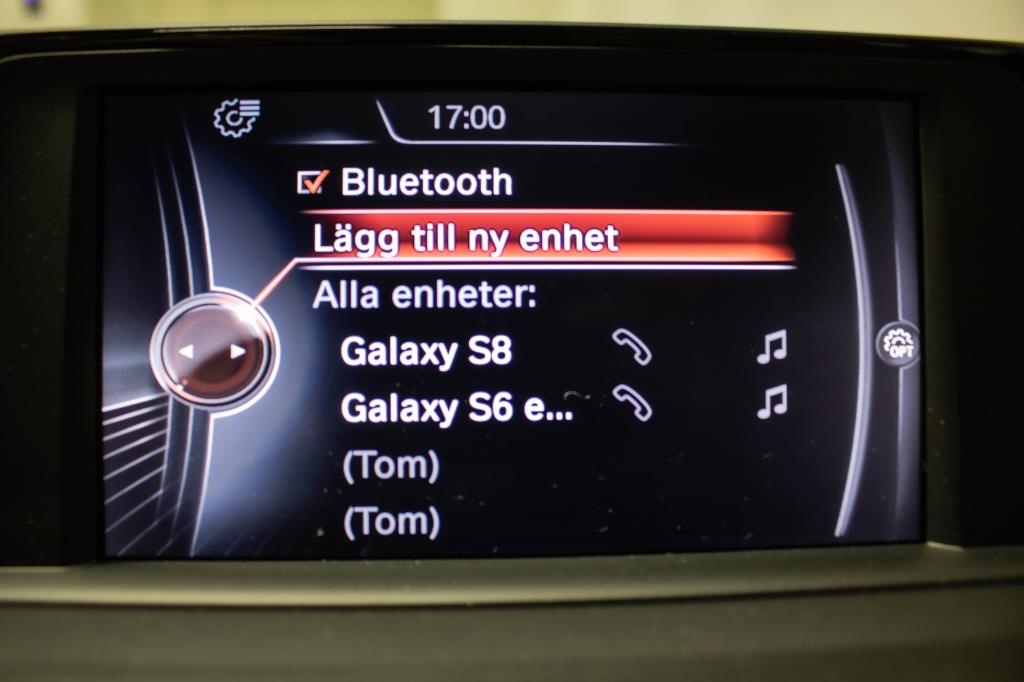 17:00
Bluetooth
Lägg till ny enhet
Alla enheter:
Galaxy S8
Galaxy S6 e...
(Tom)
(Tom)
OPT